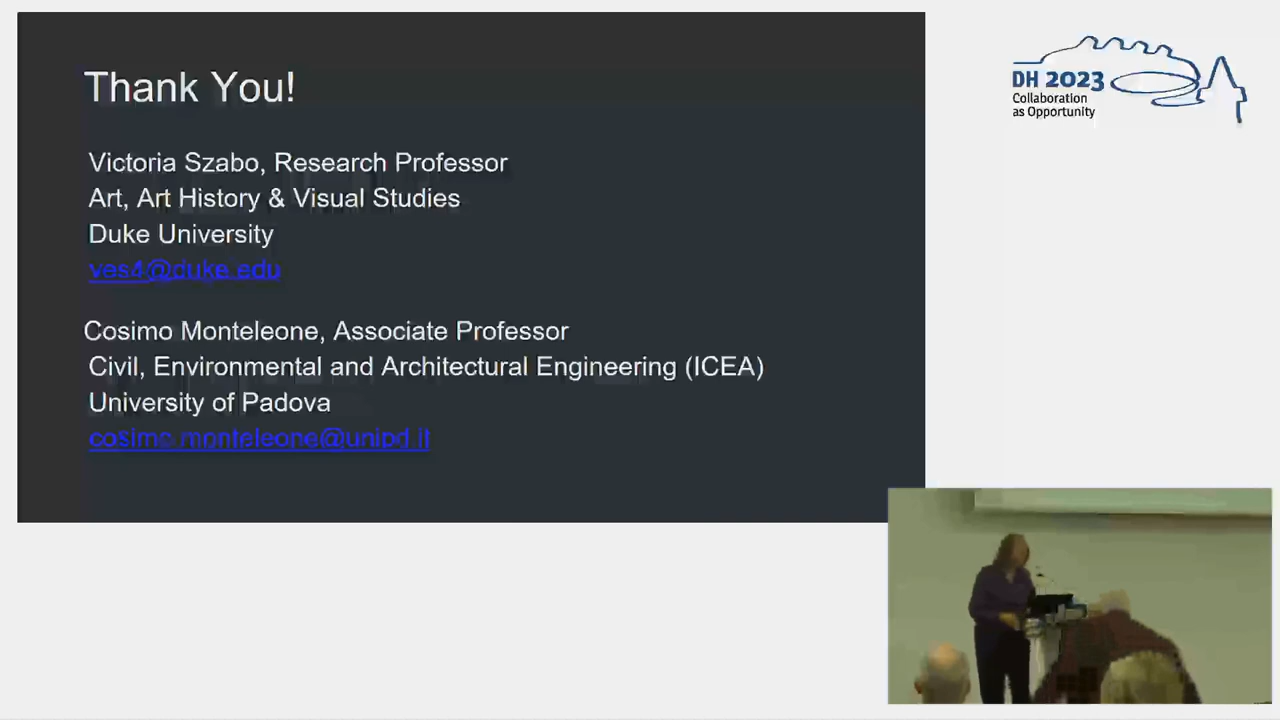 Thank You!
Victoria Szabo, Research Professor
Art, Art History & Visual Studies
Duke University
ves4@duke.edu
Cosimo Monteleone, Associate Professor
Civil, Environmental and Architectural Engineering (ICEA)
University of Padova
cosimo.monteleone@unipd.it
DH 2023
Collaboration
as Opportunity